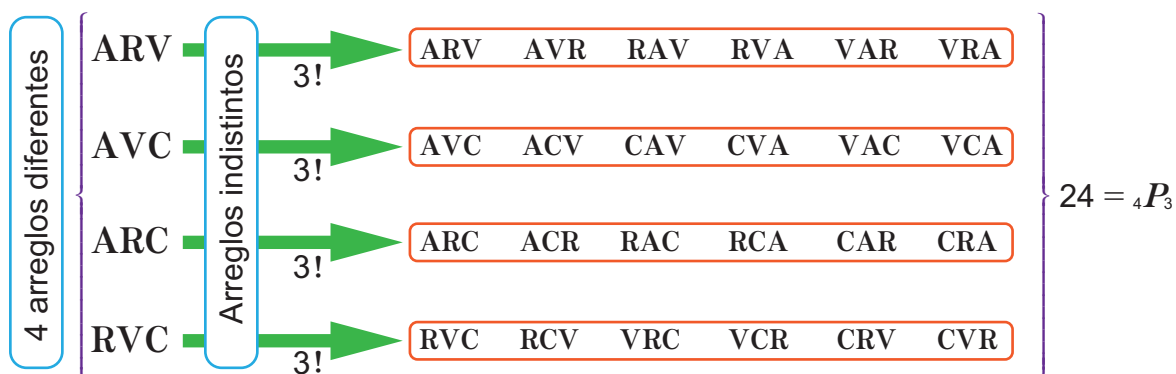 4 arreglos diferentes
Arreglos indistintos
ARV 3! ARV AVR RAV RVA VAR VRA
AVC 3! AVC ACV CAV CVA VAC VCA
ARC 3! ARC ACR RAC RCA CAR CRA
RVC 3! RVC RCV VRC VCR CRV CVR
24 = ₄P₃